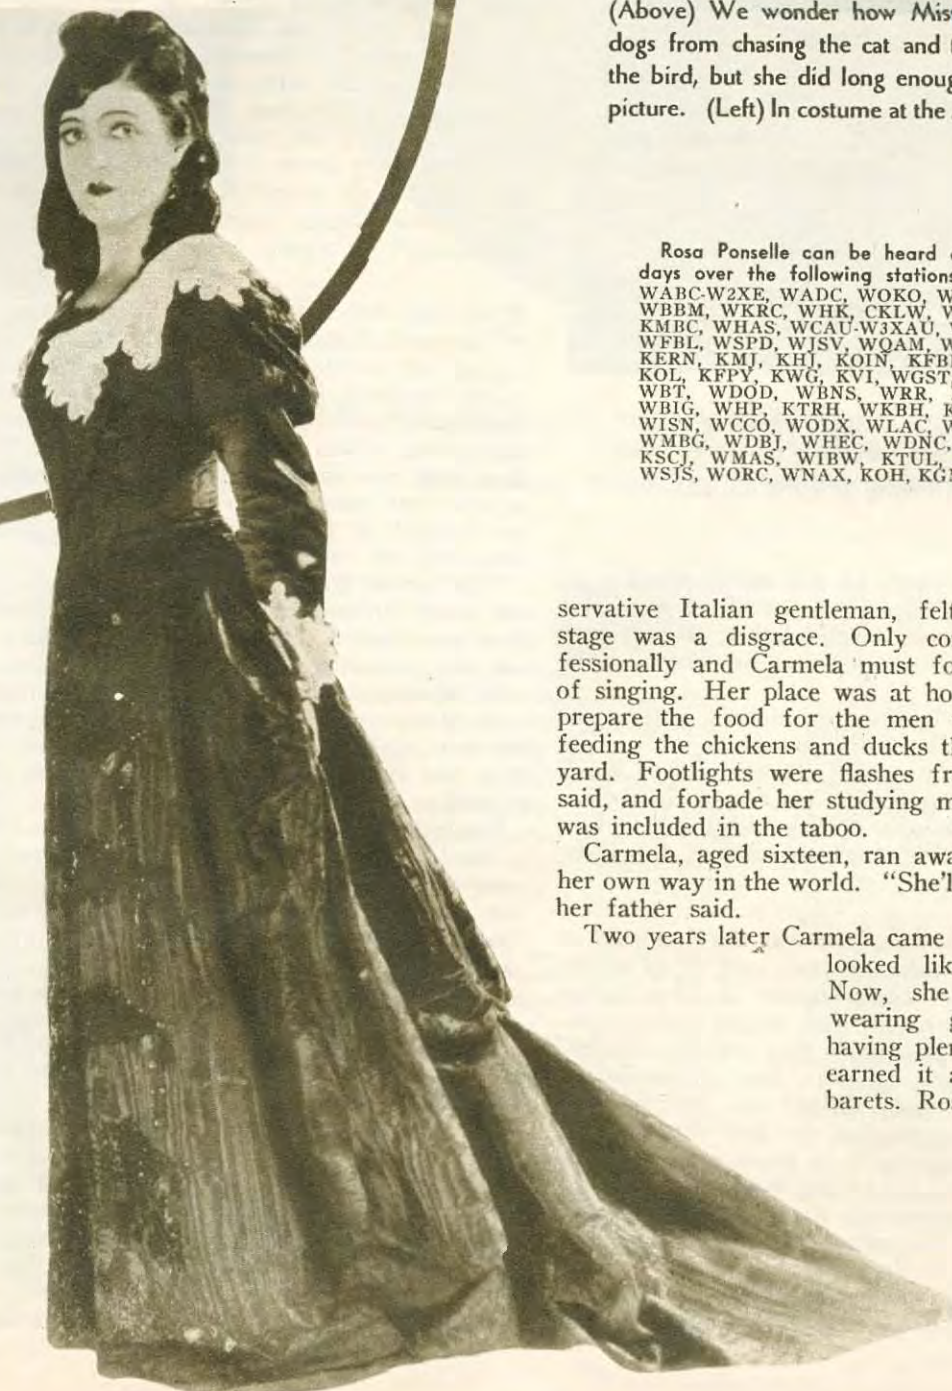 (Above) We wonder how Miss
dogs from chasing the cat and
the bird, but she did long enoug
picture. (Left) In costume at the
Rosa Ponselle can be heard
days over the following stations
WABC-W2XE, WADC, WOKO, W
WBBM, WKRC, WHK, CKLW, W
KMBC, WHAS, WCAU-W3XAU,
WFBL, WSPD, WJSV, WQAM, W
KERN, KMJ, KHJ, KOIN, KFB
KOL, KFPY, KWG, KVI, WGST,
WBT, WDOD, WBNS, WRR,
WBIG, WHP, KTRH, WKBH, K
WISN, WCCO, WODX, WLAC, W
WMBG, WDBJ, WHEC, WDNC,
KSCJ, WMAS, WIBW, KTUL,
WSJS, WORC, WNAX, KOH, KG
servative Italian gentleman, felt
stage was a disgrace. Only co
fessionally and Carmela must fo
of singing. Her place was at ho
prepare the food for the men
feeding the chickens and ducks th
yard. Footlights were flashes fr
said, and forbade her studying m
was included in the taboo.
Carmela, aged sixteen, ran awa
her own way in the world. "She'l
her father said.
Two years later Carmela came
looked lik
Now, she
wearing g
having plen
earned it a
barets. Ro